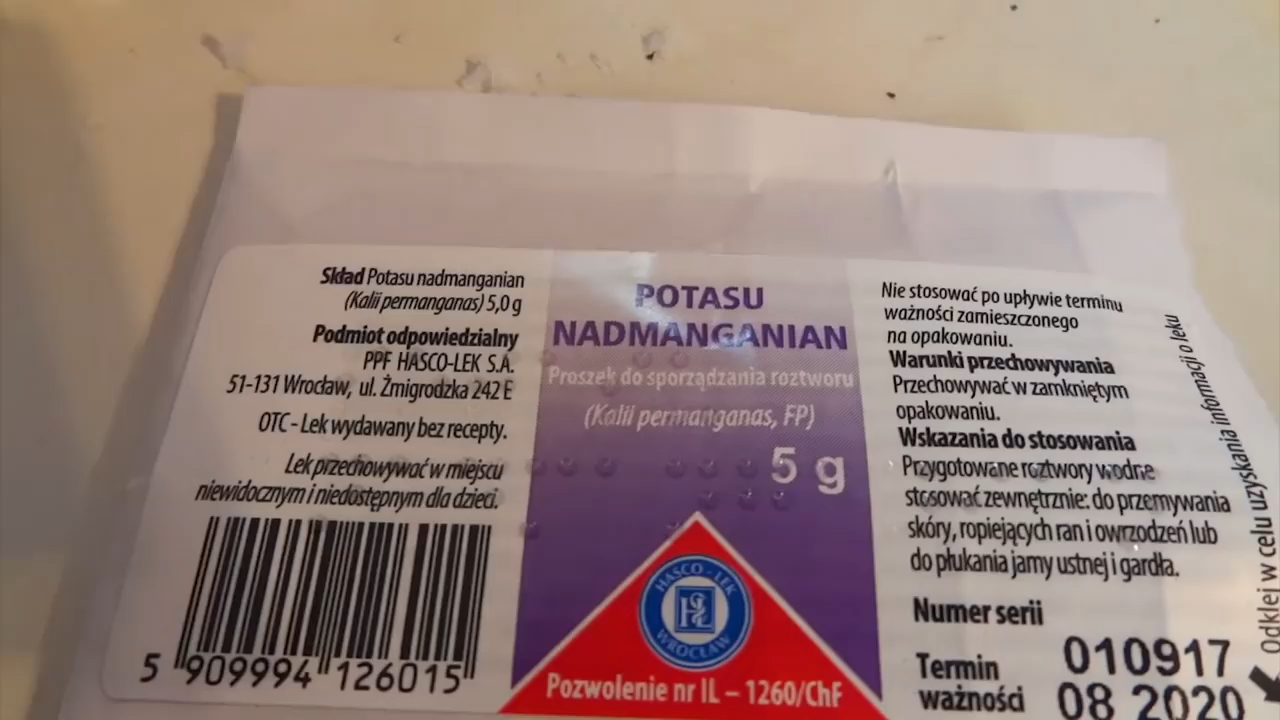 Skład Potasu nadmanganian
(Kalii permanganas) 5,0 g
Podmiot odpowiedzialny
PPF HASCO-LEK S.A.
51-131 Wrocław, ul. Żmigrodzka 242 E
OTC - Lek wydawany bez recepty.
Lek przechowywać w miejscu
niewidocznym i niedostępnym dla dzieci.
5 909994 126015
POTASU
NADMANGANIAN
Proszek do sporządzania roztworu
(Kalii permanganas, FP)
5 g
HASCO - LEK
WROCŁAW
Pozwolenie nr IL – 1260/ChF
Nie stosować po upływie terminu
ważności zamieszczonego
na opakowaniu.
Warunki przechowywania
Przechowywać w zamkniętym
opakowaniu.
Wskazania do stosowania
Przygotowane roztwory wodne
stosować zewnętrznie: do przemywania
skóry, ropiejących ran i owrzodzeń lub
do płukania jamy ustnej i gardła.
Numer serii
010917
Termin
ważności
08 2020
Odklej w celu uzyskania informacji o leku